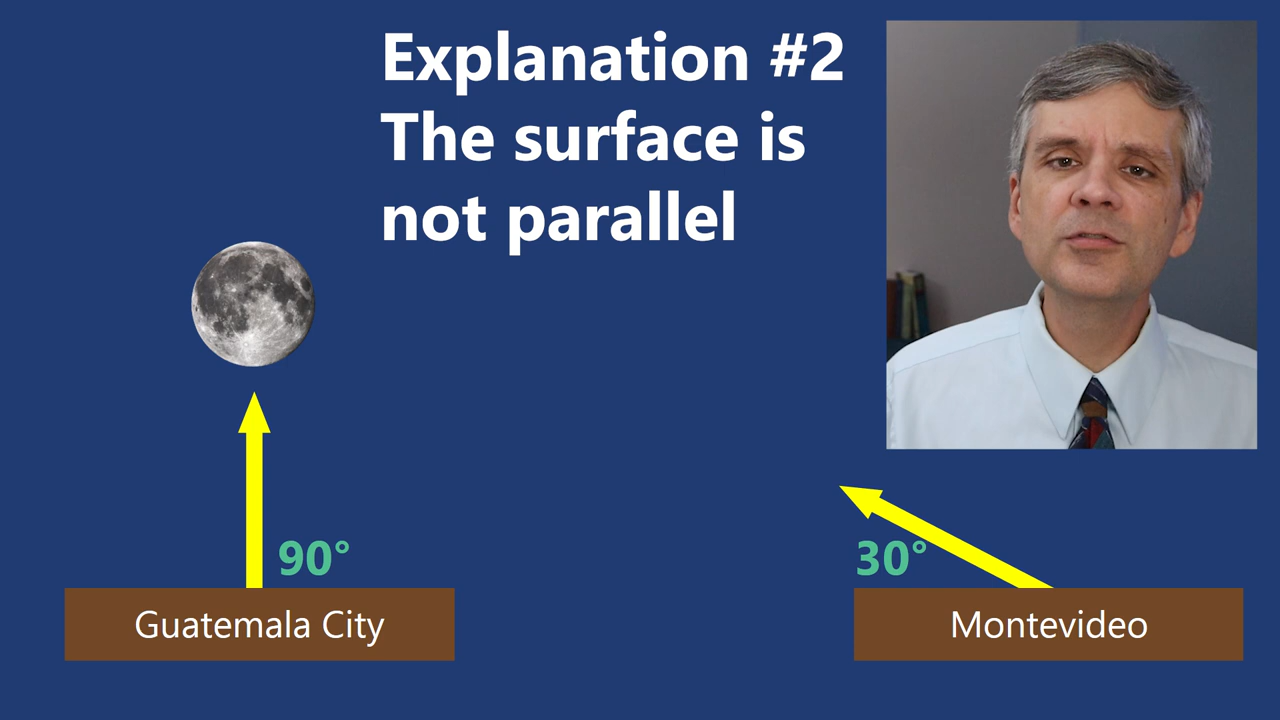 Explanation #2
The surface is
not parallel
90°
30°
Guatemala City
Montevideo